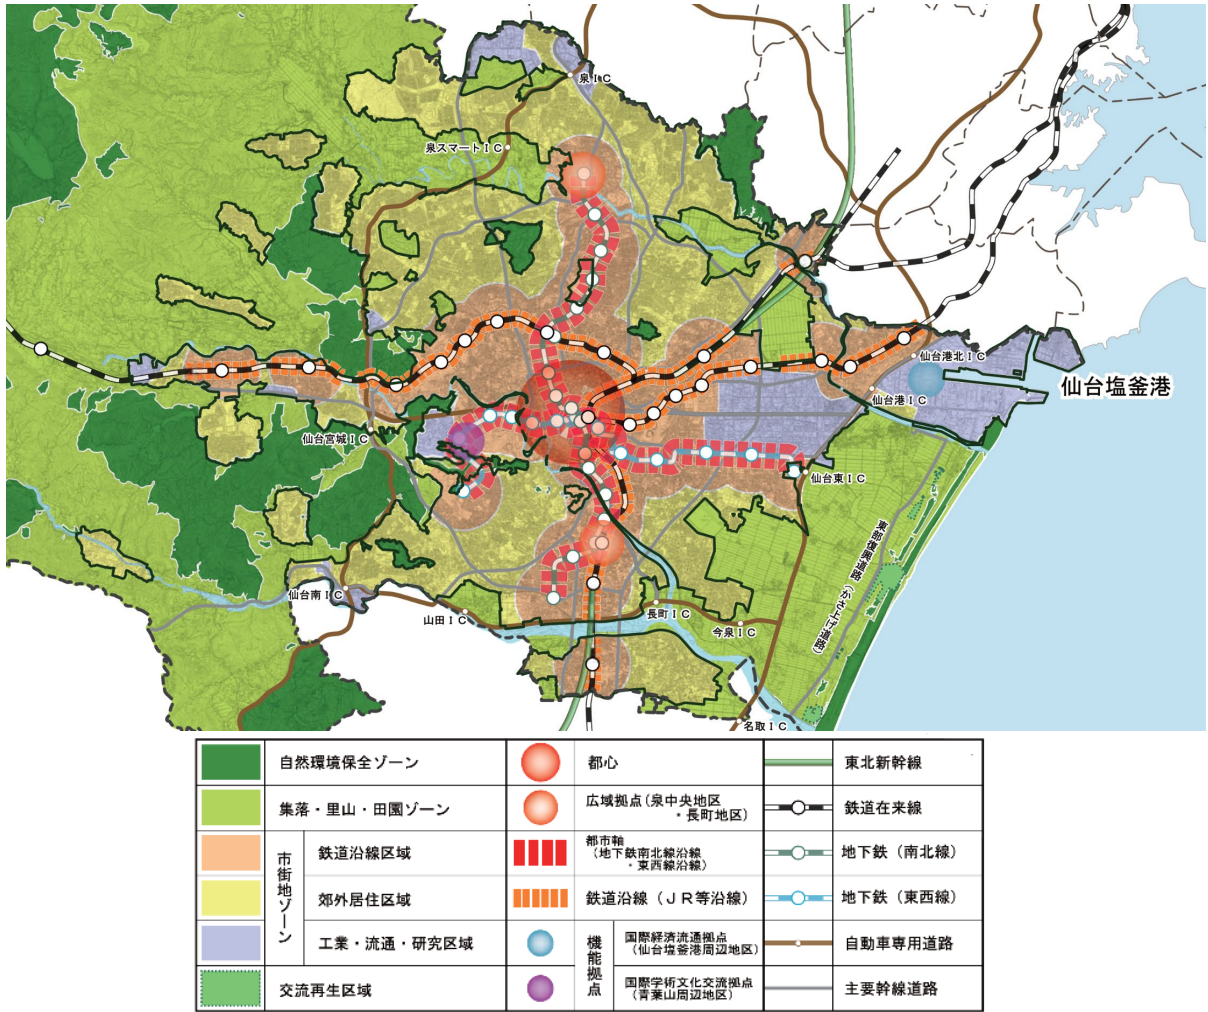 泉ＩＣ
泉スマートＩＣ
仙台港北ＩＣ
仙台塩釜港
仙台港ＩＣ
仙台宮城ＩＣ
仙台東ＩＣ
東部復興道路（かさ上げ道路）
仙台南ＩＣ
山田ＩＣ
長町ＩＣ
今泉ＩＣ
名取ＩＣ
自然環境保全ゾーン
集落・里山・田園ゾーン
市街地ゾーン
鉄道沿線区域
郊外居住区域
工業・流通・研究区域
交流再生区域
都心
広域拠点（泉中央地区
・長町地区）
都市軸
（地下鉄南北線沿線
・東西線沿線）
鉄道沿線（ＪＲ等沿線）
機能拠点
国際経済流通拠点
（仙台塩釜港周辺地区）
国際学術文化交流拠点
（青葉山周辺地区）
東北新幹線
鉄道在来線
地下鉄（南北線）
地下鉄（東西線）
自動車専用道路
主要幹線道路